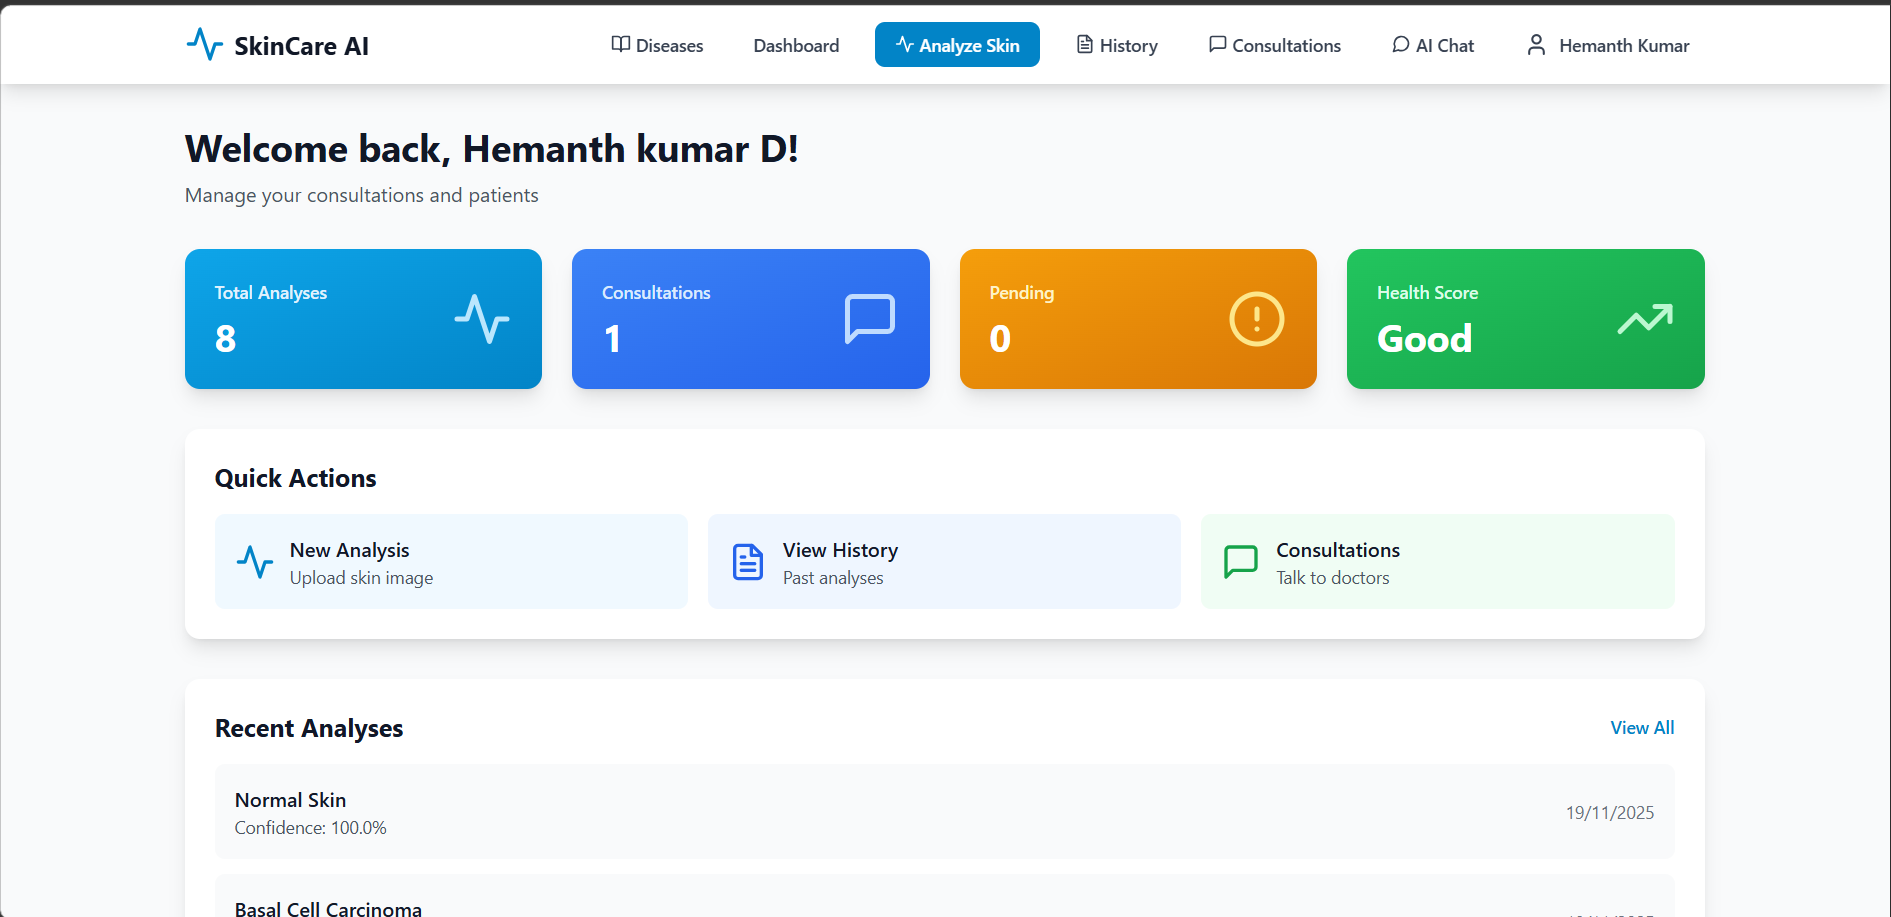 SkinCare AI
Diseases
Dashboard
Analyze Skin
History
Consultations
AI Chat
Hemanth Kumar
Welcome back, Hemanth kumar D!
Manage your consultations and patients
Total Analyses
8
Consultations
1
Pending
0
Health Score
Good
Quick Actions
New Analysis
Upload skin image
View History
Past analyses
Consultations
Talk to doctors
Recent Analyses
View All
Normal Skin
Confidence: 100.0%
19/11/2025
Basal Cell Carcinoma